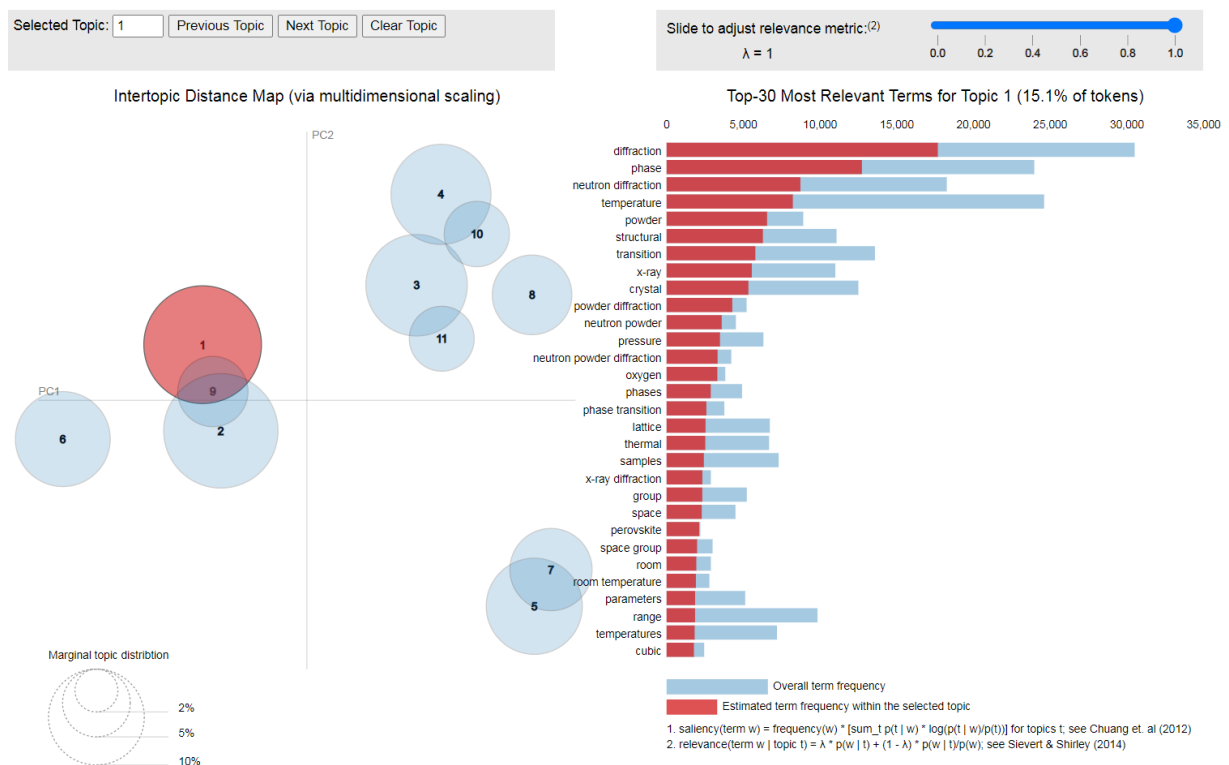 Selected Topic: 1 Previous Topic Next Topic Clear Topic
Slide to adjust relevance metric:(2)
λ = 1
0.0 0.2 0.4 0.6 0.8 1.0
Intertopic Distance Map (via multidimensional scaling)
PC2
PC1
4
10
3
8
11
1
9
2
6
7
5
Marginal topic distribtion
2%
5%
10%
Top-30 Most Relevant Terms for Topic 1 (15.1% of tokens)
0 5,000 10,000 15,000 20,000 25,000 30,000 35,000
diffraction
phase
neutron diffraction
temperature
powder
structural
transition
x-ray
crystal
powder diffraction
neutron powder
pressure
neutron powder diffraction
oxygen
phases
phase transition
lattice
thermal
samples
x-ray diffraction
group
space
perovskite
space group
room
room temperature
parameters
range
temperatures
cubic
Overall term frequency
Estimated term frequency within the selected topic
1. saliency(term w) = frequency(w) * [sum_t p(t | w) * log(p(t | w)/p(t))] for topics t; see Chuang et. al (2012)
2. relevance(term w | topic t) = λ * p(w | t) + (1 - λ) * p(w | t)/p(w); see Sievert & Shirley (2014)